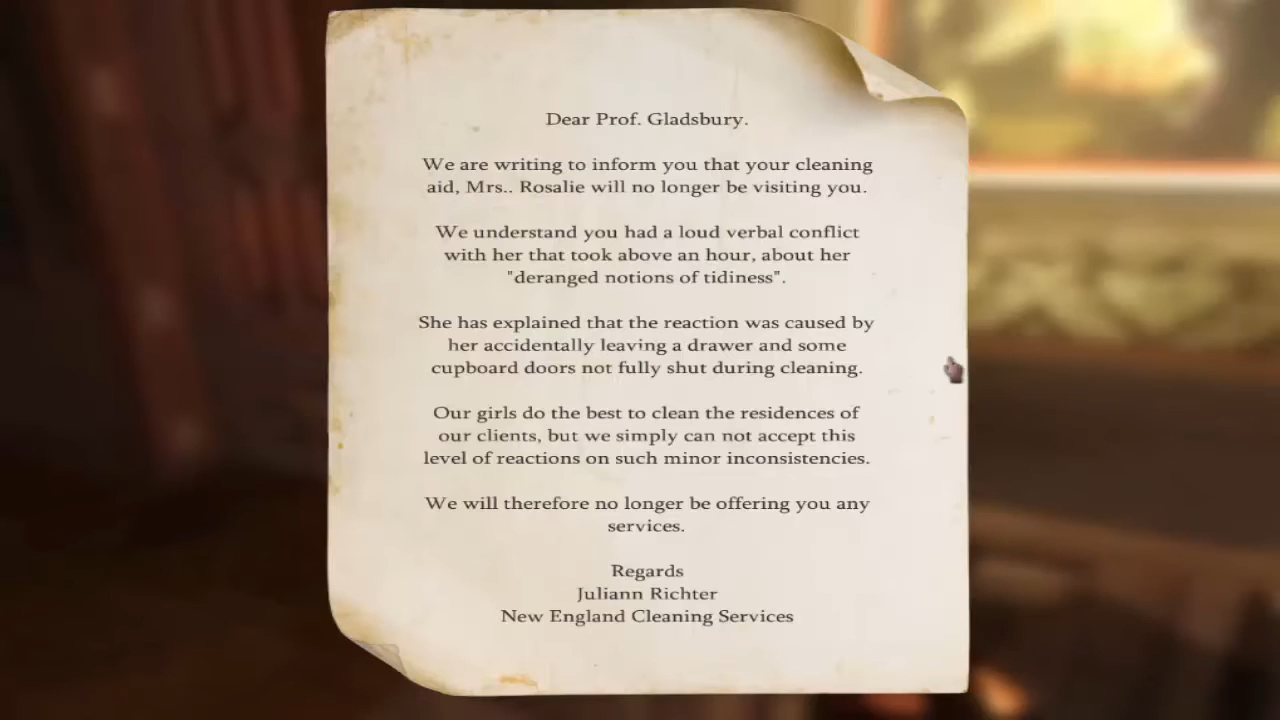 Dear Prof. Gladsbury.
We are writing to inform you that your cleaning
aid, Mrs.. Rosalie will no longer be visiting you.
We understand you had a loud verbal conflict
with her that took above an hour, about her
"deranged notions of tidiness".
She has explained that the reaction was caused by
her accidentally leaving a drawer and some
cupboard doors not fully shut during cleaning.
Our girls do the best to clean the residences of
our clients, but we simply can not accept this
level of reactions on such minor inconsistencies.
We will therefore no longer be offering you any
services.
Regards
Juliann Richter
New England Cleaning Services